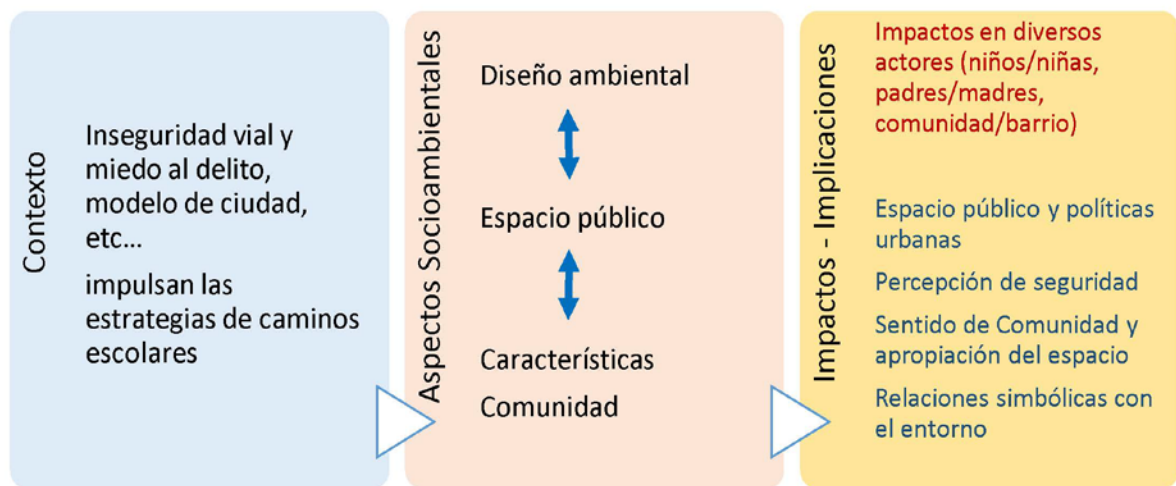 Contexto
Inseguridad vial y
miedo al delito,
modelo de ciudad,
etc...
impulsan las
estrategias de caminos
escolares
Aspectos Socioambientales
Diseño ambiental
Espacio público
Características
Comunidad
Impactos - Implicaciones
Impactos en diversos
actores (niños/niñas,
padres/madres,
comunidad/barrio)
Espacio público y políticas
urbanas
Percepción de seguridad
Sentido de Comunidad y
apropiación del espacio
Relaciones simbólicas con
el entorno